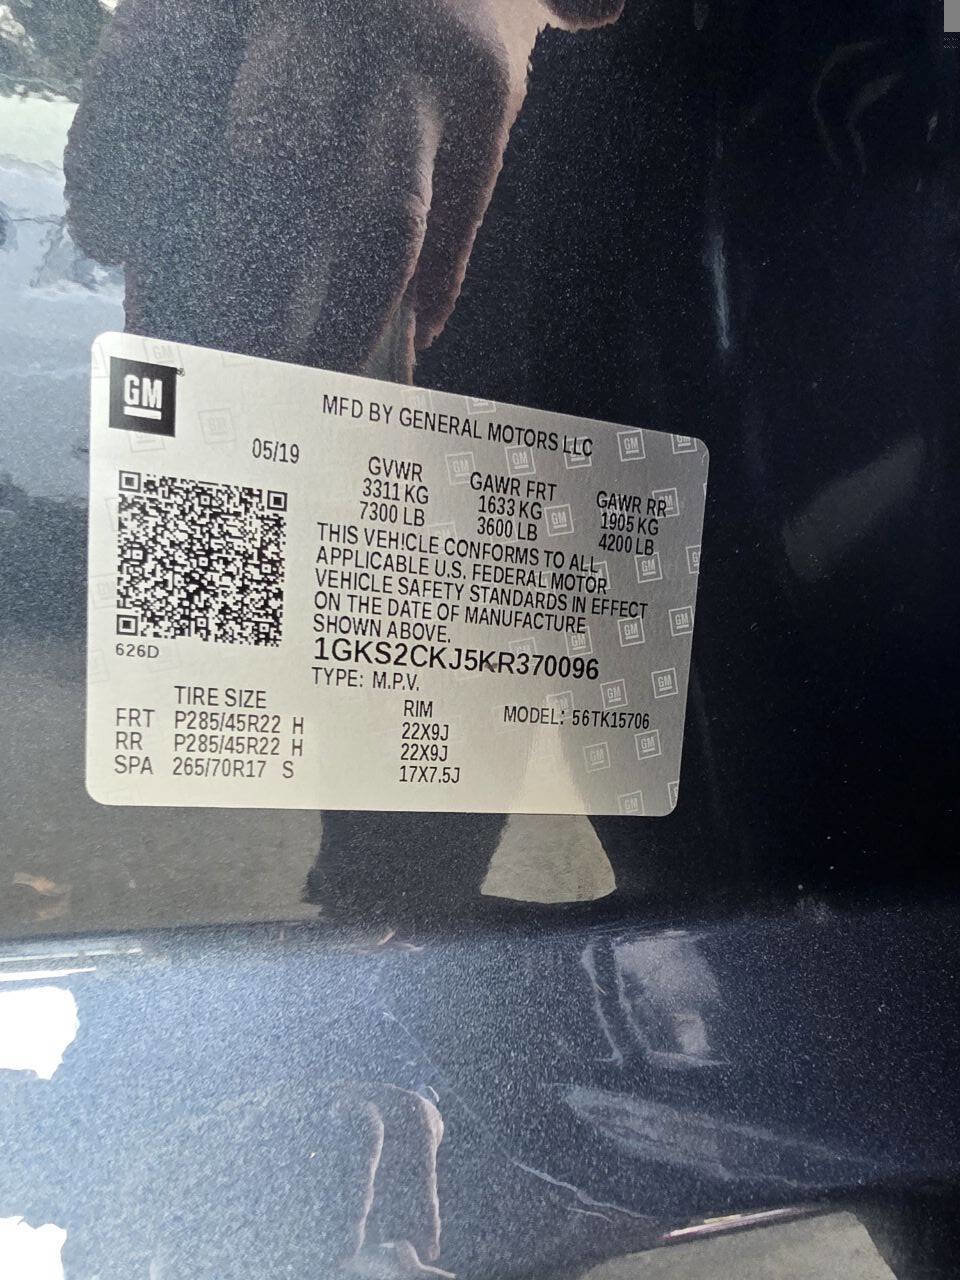 GM
MFD BY GENERAL MOTORS LLC
05/19
GVWR GAWR FRT GAWR RR
3311 KG 1633 KG 1905 KG
7300 LB 3600 LB 4200 LB
THIS VEHICLE CONFORMS TO ALL
APPLICABLE U.S. FEDERAL MOTOR
VEHICLE SAFETY STANDARDS IN EFFECT
ON THE DATE OF MANUFACTURE
SHOWN ABOVE.
626D
1GKS2CKJ5KR370096
TYPE: M.P.V.
TIRE SIZE RIM MODEL: 56TK15706
FRT P285/45R22 H 22X9J
RR P285/45R22 H 22X9J
SPA 265/70R17 S 17X7.5J